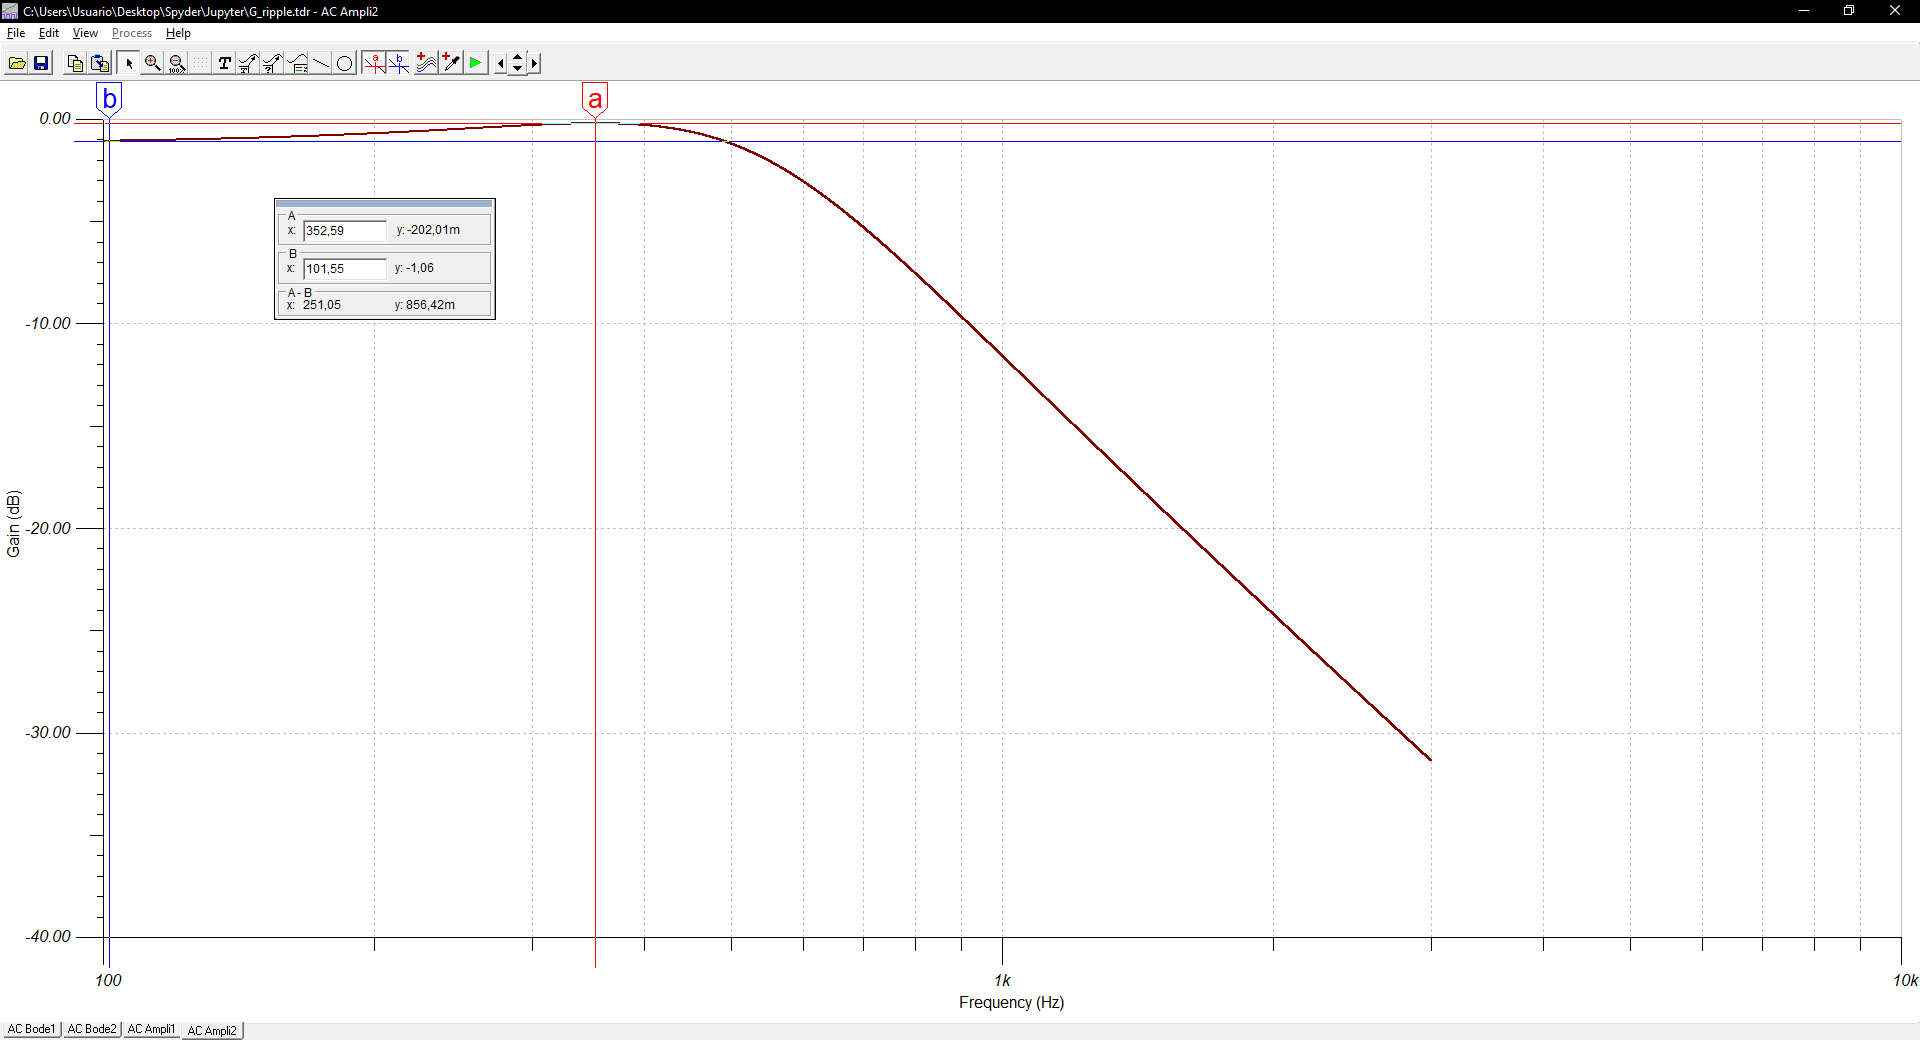 C:\Users\Usuario\Desktop\Spyder\Jupyter\G_ripple.tdr - AC Ampli2
File Edit View Process Help
T a b
b a
0.00
-10.00
-20.00
-30.00
-40.00
Gain (dB)
A
x: 352,59 y:-202,01m
B
x: 101,55 y: -1,06
A - B
x: 251,05 y: 856,42m
100 1k 10k
Frequency (Hz)
AC Bode1 AC Bode2 AC Ampli1 AC Ampli2